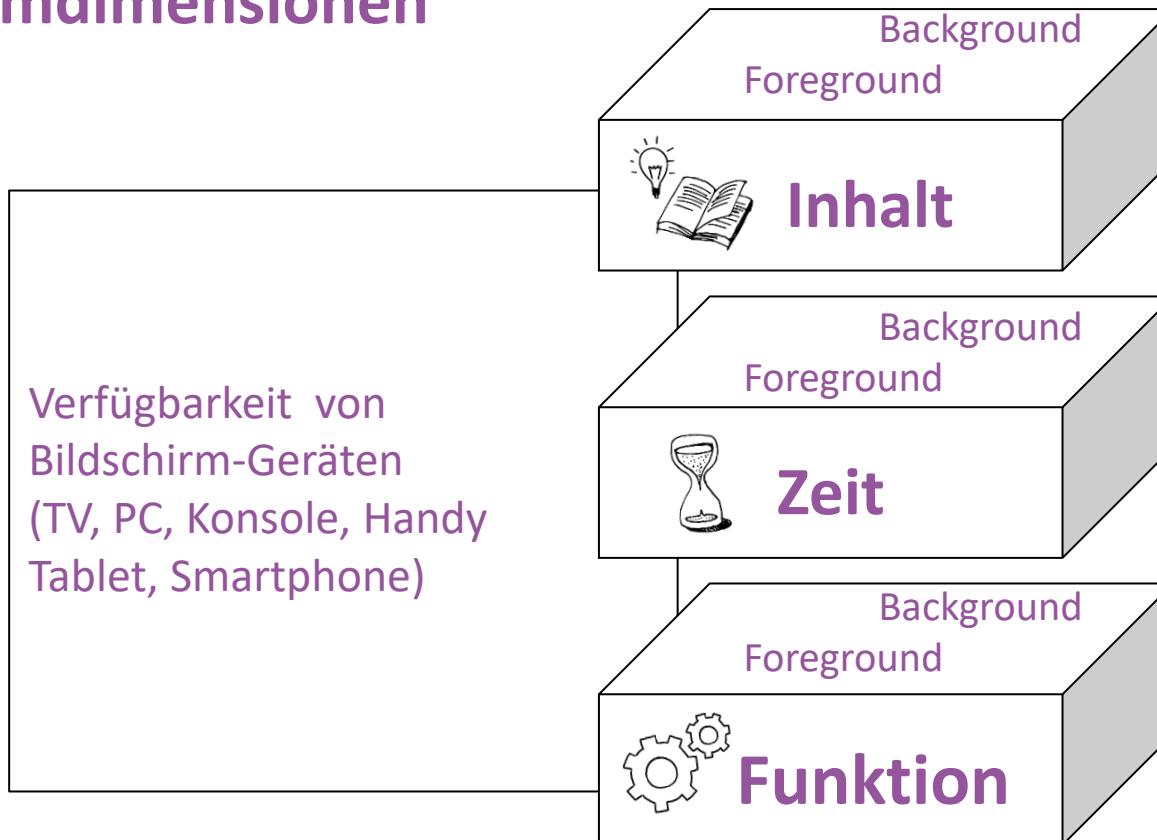 mdimensionen
Background
Foreground
Inhalt
Verfügbarkeit von
Bildschirm-Geräten
(TV, PC, Konsole, Handy
Tablet, Smartphone)
Background
Foreground
Zeit
Background
Foreground
Funktion